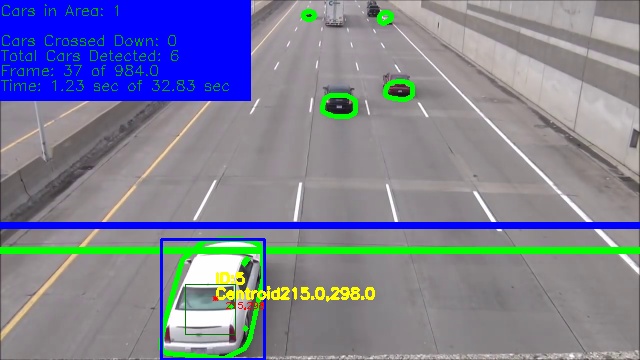 Cars in Area: 1
Cars Crossed Down: 0
Total Cars Detected: 6
Frame: 37 of 984.0
Time: 1.23 sec of 32.83 sec
ID:5
Centroid215.0,298.0